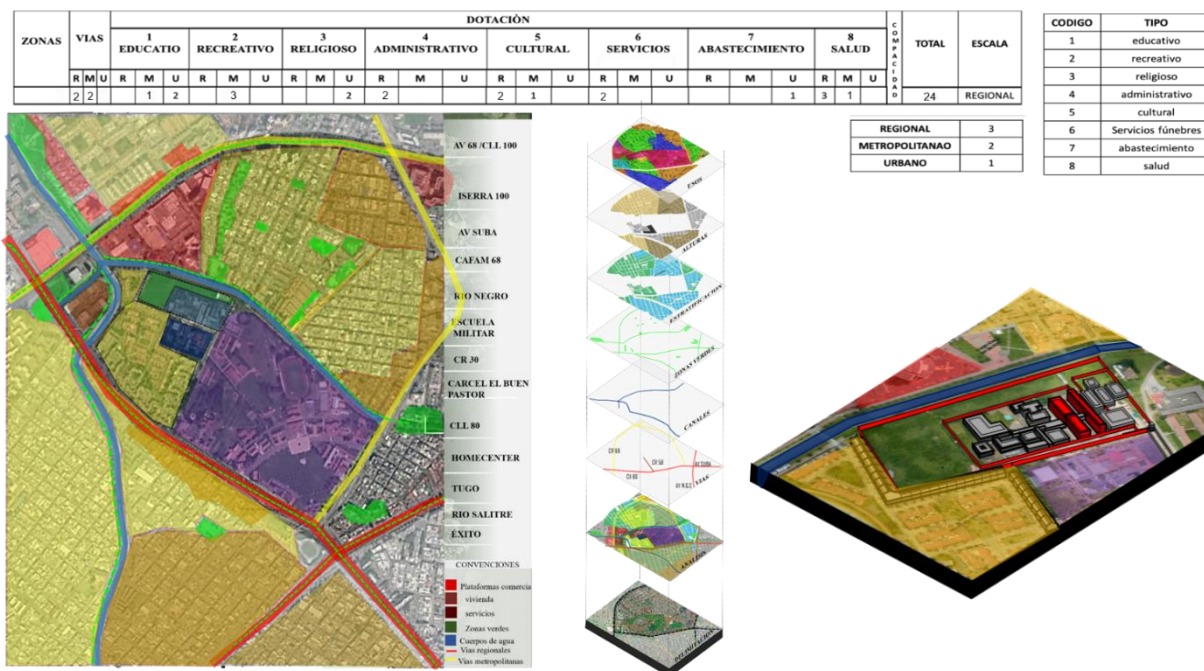 DOTACIÒN
ZONAS VIAS 1 2 3 4 5 6 7 8 COMPACIDAD TOTAL ESCALA
EDUCATIO RECREATIVO RELIGIOSO ADMINISTRATIVO CULTURAL SERVICIOS ABASTECIMIENTO SALUD
R M U R M U R M U R M U R M U R M U R M U R M U R M U
2 2 1 2 3 2 2 2 1 2 1 3 1 24 REGIONAL
CODIGO TIPO
1 educativo
2 recreativo
3 religioso
4 administrativo
5 cultural
6 Servicios fúnebres
7 abastecimiento
8 salud
REGIONAL 3
METROPOLITANAO 2
URBANO 1
AV 68 /CLL 100
ISERRA 100
AV SUBA
CAFAM 68
RIO NEGRO
ESCUELA
MILITAR
CR 30
CARCEL EL BUEN
PASTOR
CLL 80
HOMECENTER
TUGO
RIO SALITRE
EXITO
CONVENCIONES
Plataformas comercia
vivienda
servicios
Zonas verdes
Cuerpos de agua
Vias regionales
Vias metropolitanas
USOS
ALTURAS
ESTRATIFICACION
ZONAS VERDES
CANALES
VIAS
ANALISIS
DELIMITACION